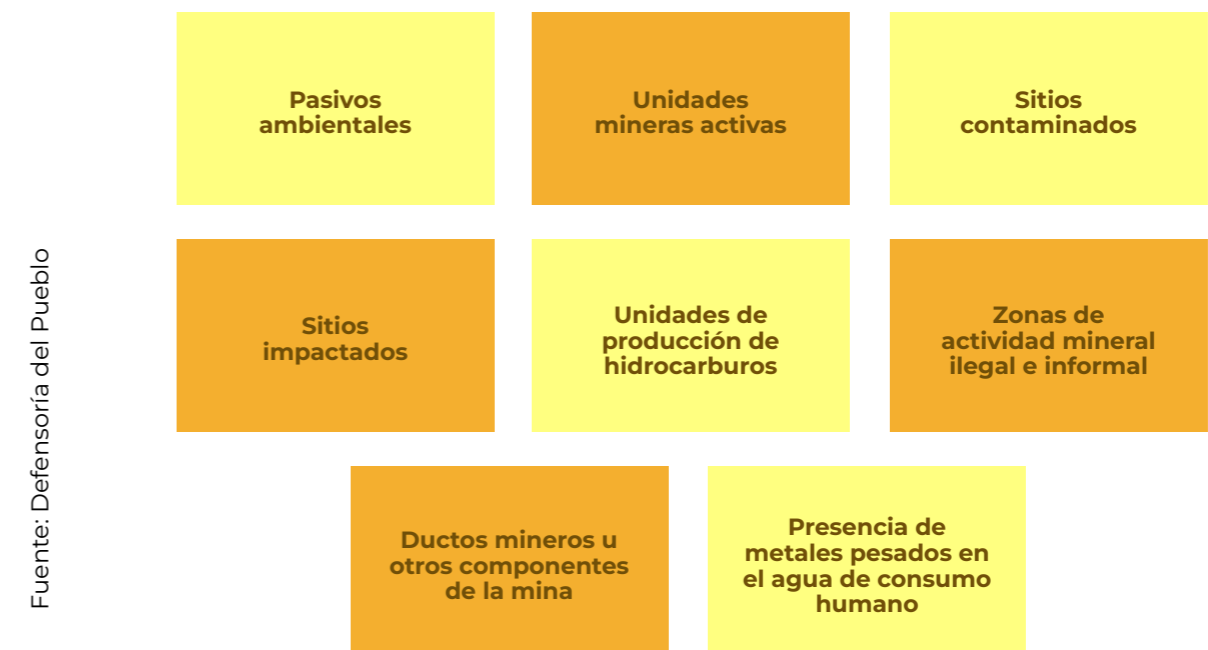 Pasivos
ambientales
Unidades
mineras activas
Sitios
contaminados
Sitios
impactados
Unidades de
producción de
hidrocarburos
Zonas de
actividad mineral
ilegal e informal
Ductos mineros u
otros componentes
de la mina
Presencia de
metales pesados en
el agua de consumo
humano
Fuente: Defensoría del Pueblo